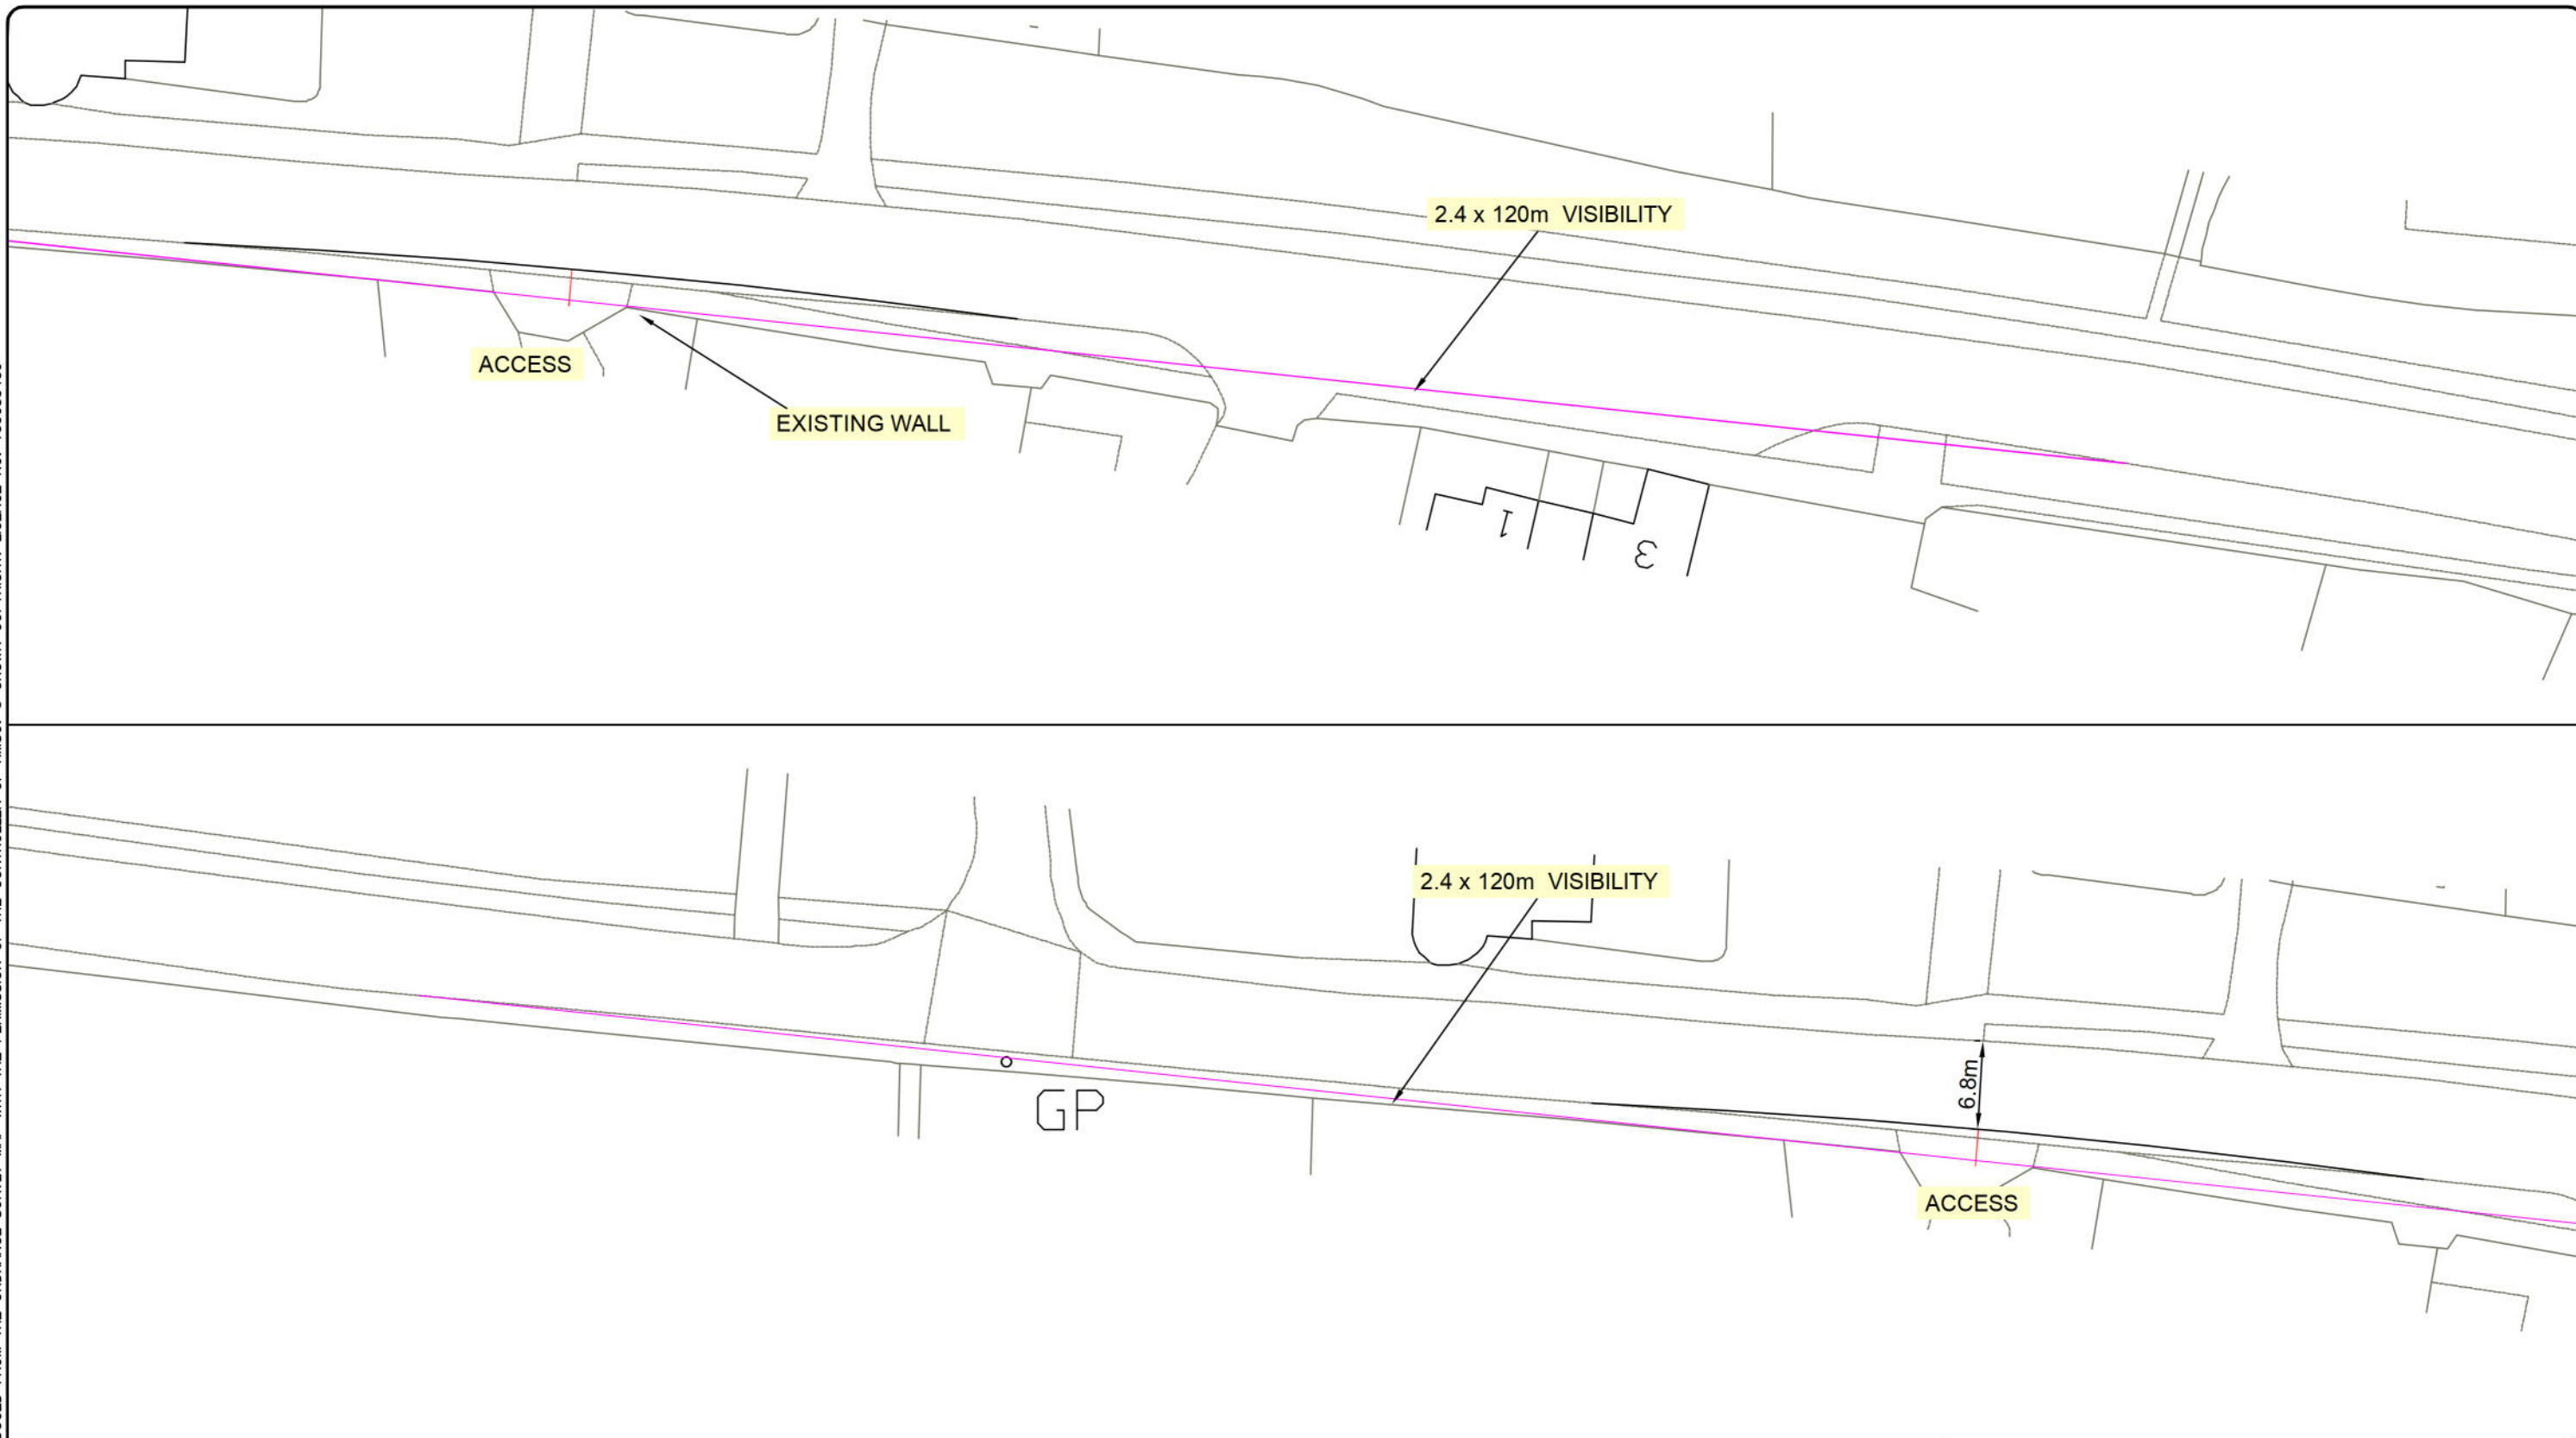 2.4 x 120m VISIBILITY
ACCESS
EXISTING WALL
1
3
2.4 x 120m VISIBILITY
6.8m
GP
ACCESS